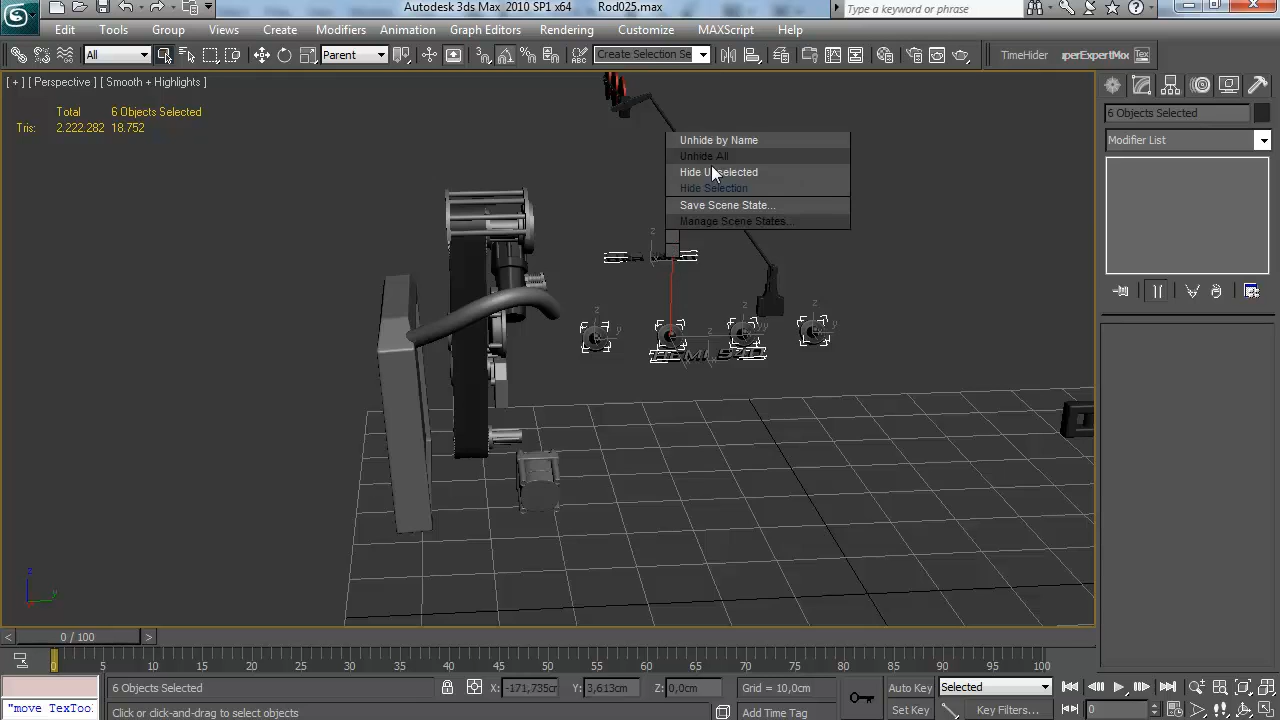 Autodesk 3ds Max 2010 SP1 x64 Rod025.max
Type a keyword or phrase
Edit Tools Group Views Create Modifiers Animation Graph Editors Rendering Customize MAXScript Help
All
Parent
Create Selection Se
TimeHider
uperExpertMod
Tex
[ + ] [ Perspective ] [ Smooth + Highlights ]
Total 6 Objects Selected
Tris: 2.222.282 18.752
Unhide by Name
Unhide All
Hide Unselected
Hide Selection
Save Scene State...
Manage Scene States...
HEMI
6 Objects Selected
Modifier List
< 0 / 100 >
0 5 10 15 20 25 30 35 40 45 50 55 60 65 70 75 80 85 90 95 100
6 Objects Selected X: -171,735cm Y: 3,613cm Z: 0,0cm Grid = 10,0cm Auto Key Selected
"move TexTool
Click or click-and-drag to select objects
Add Time Tag
Set Key
Key Filters...
0